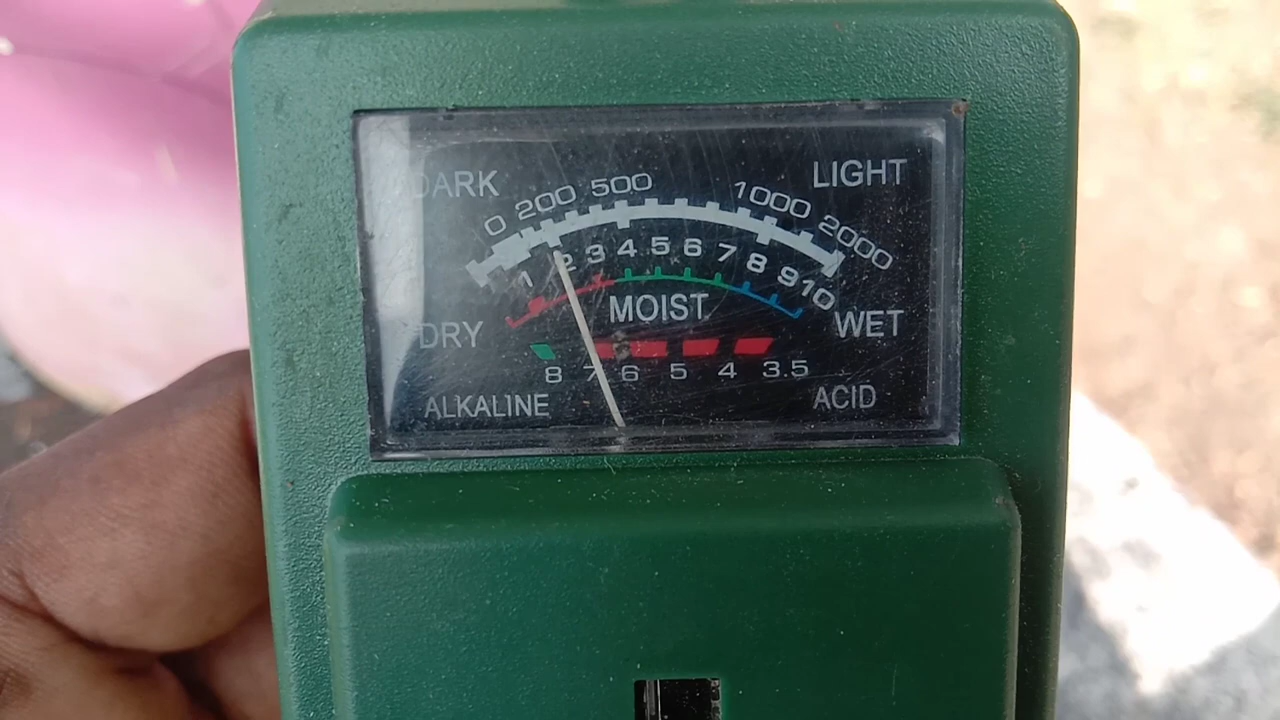 DARK LIGHT
0 200 500 1000 2000
1 2 3 4 5 6 7 8 9 10
DRY MOIST WET
8 7 6 5 4 3.5
ALKALINE ACID